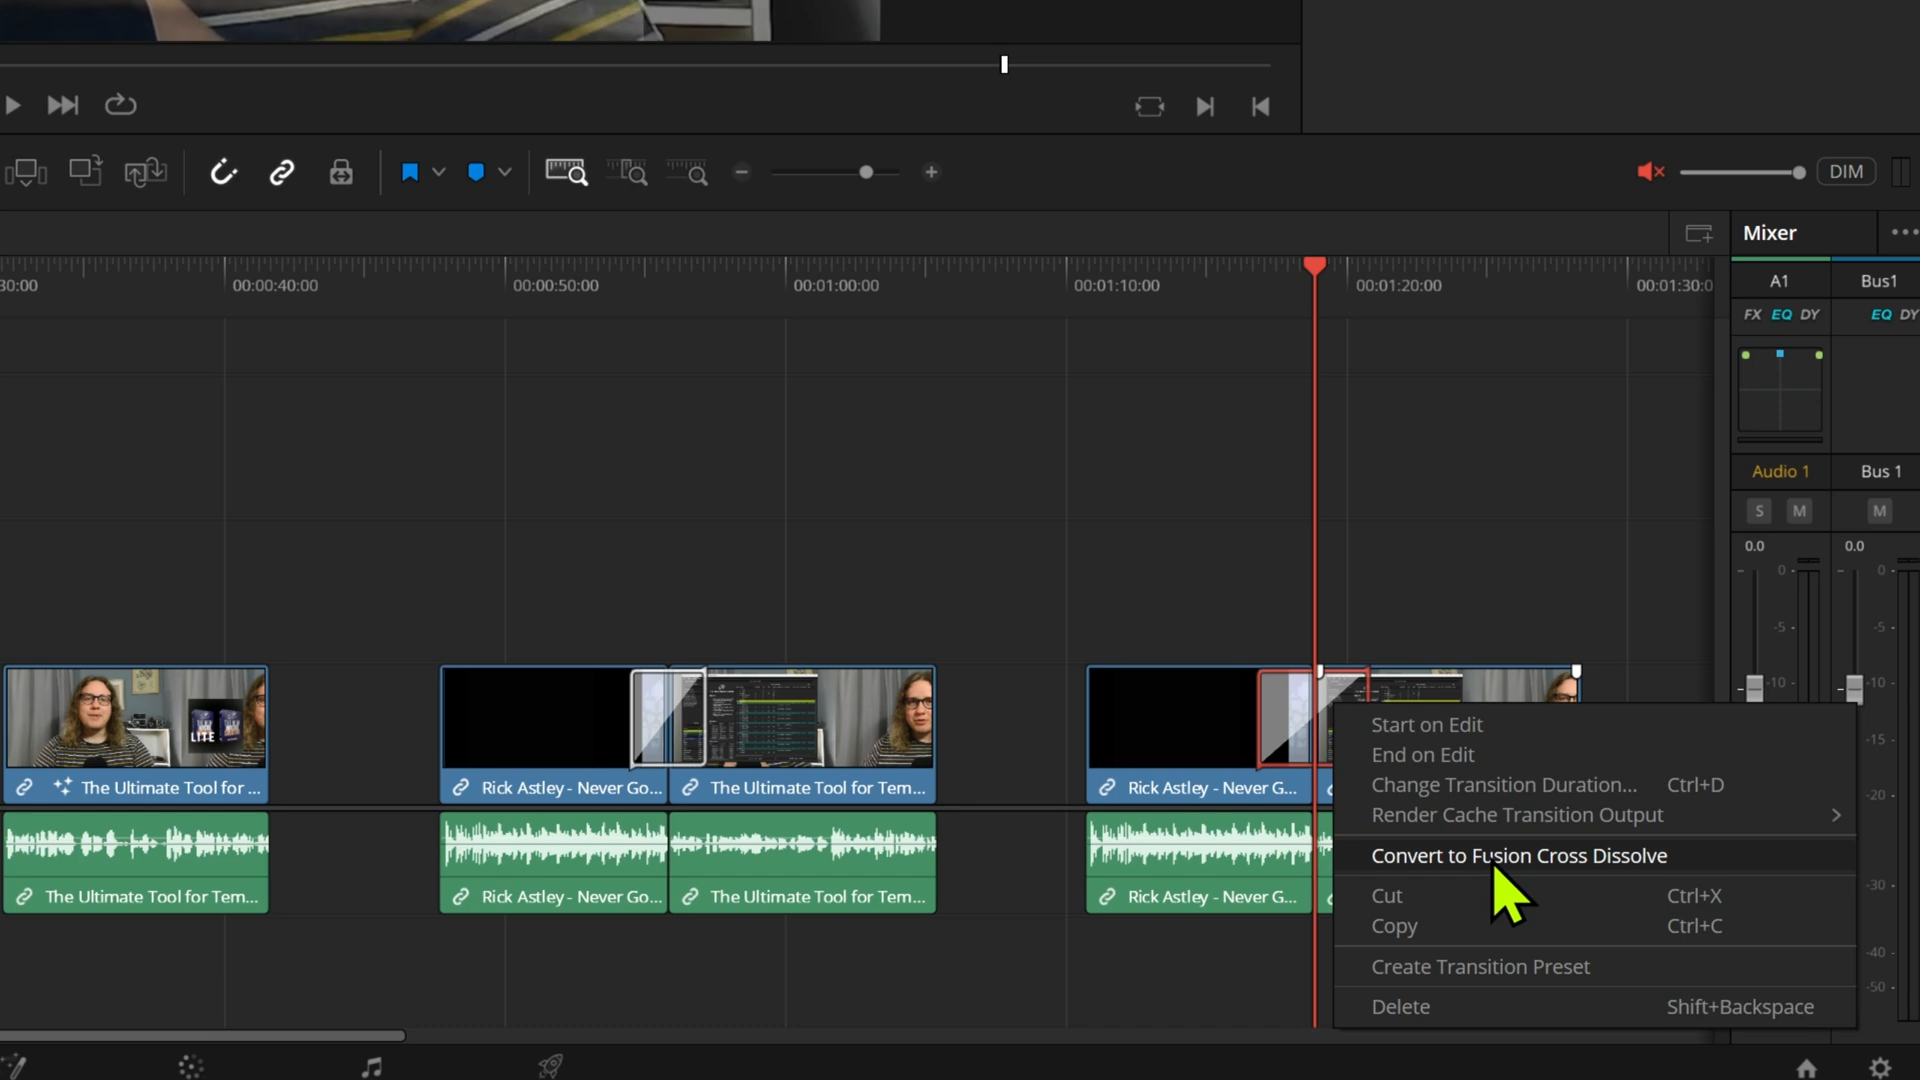 DIM
Mixer
30:00
00:00:40:00
00:00:50:00
00:01:00:00
00:01:10:00
00:01:20:00
00:01:30:0
A1
Bus1
FX EQ DY
EQ DY
Audio 1
Bus 1
S M
M
0.0
0.0
0
0
-5
-5
-10
-10
-15
-20
-30
-40
-50
LITE
The Ultimate Tool for ...
Rick Astley - Never Go...
The Ultimate Tool for Tem...
Rick Astley - Never G...
The Ultimate Tool for Tem...
Rick Astley - Never Go...
The Ultimate Tool for Tem...
Rick Astley - Never G...
Start on Edit
End on Edit
Change Transition Duration... Ctrl+D
Render Cache Transition Output
Convert to Fusion Cross Dissolve
Cut Ctrl+X
Copy Ctrl+C
Create Transition Preset
Delete Shift+Backspace